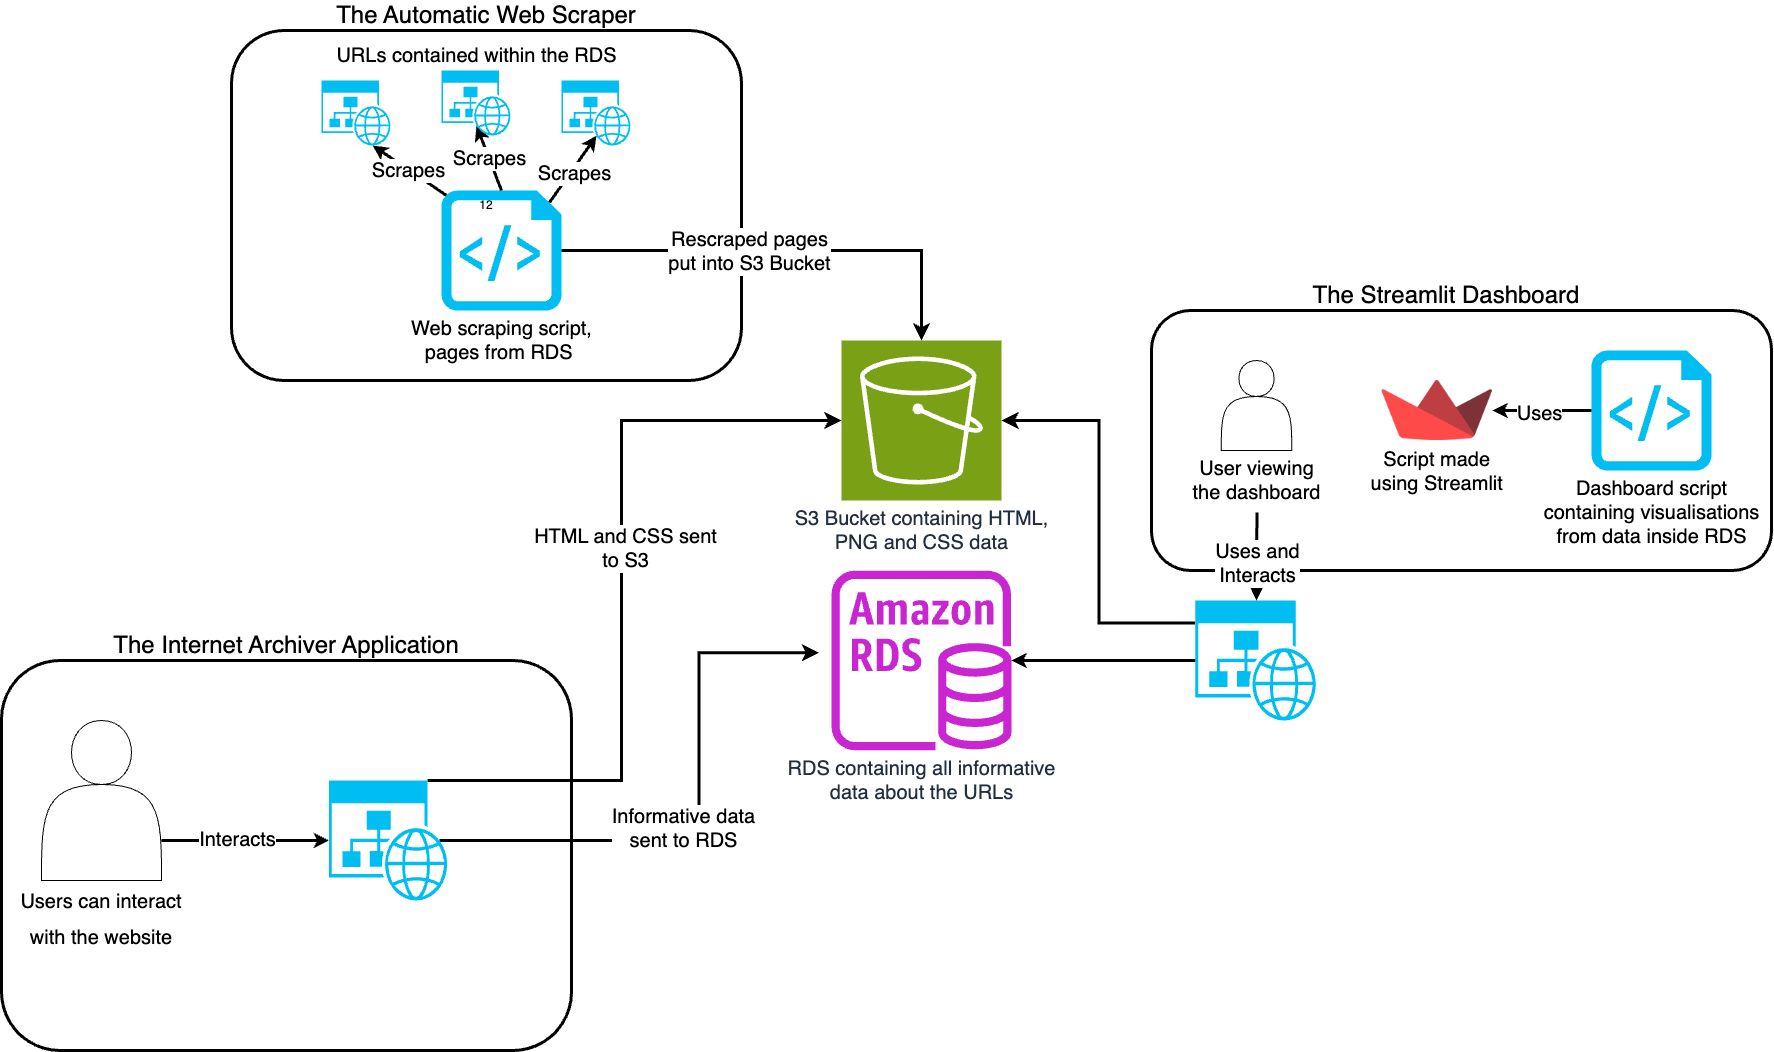 The Automatic Web Scraper
URLs contained within the RDS
Scrapes
Scrapes
Scrapes
12
</>
Web scraping script,
pages from RDS
Rescraped pages
put into S3 Bucket
The Streamlit Dashboard
User viewing
the dashboard
Script made
using Streamlit
Uses
</>
Dashboard script
containing visualisations
from data inside RDS
Uses and
Interacts
S3 Bucket containing HTML,
PNG and CSS data
HTML and CSS sent
to S3
Amazon
RDS
RDS containing all informative
data about the URLs
The Internet Archiver Application
Interacts
Users can interact
with the website
Informative data
sent to RDS